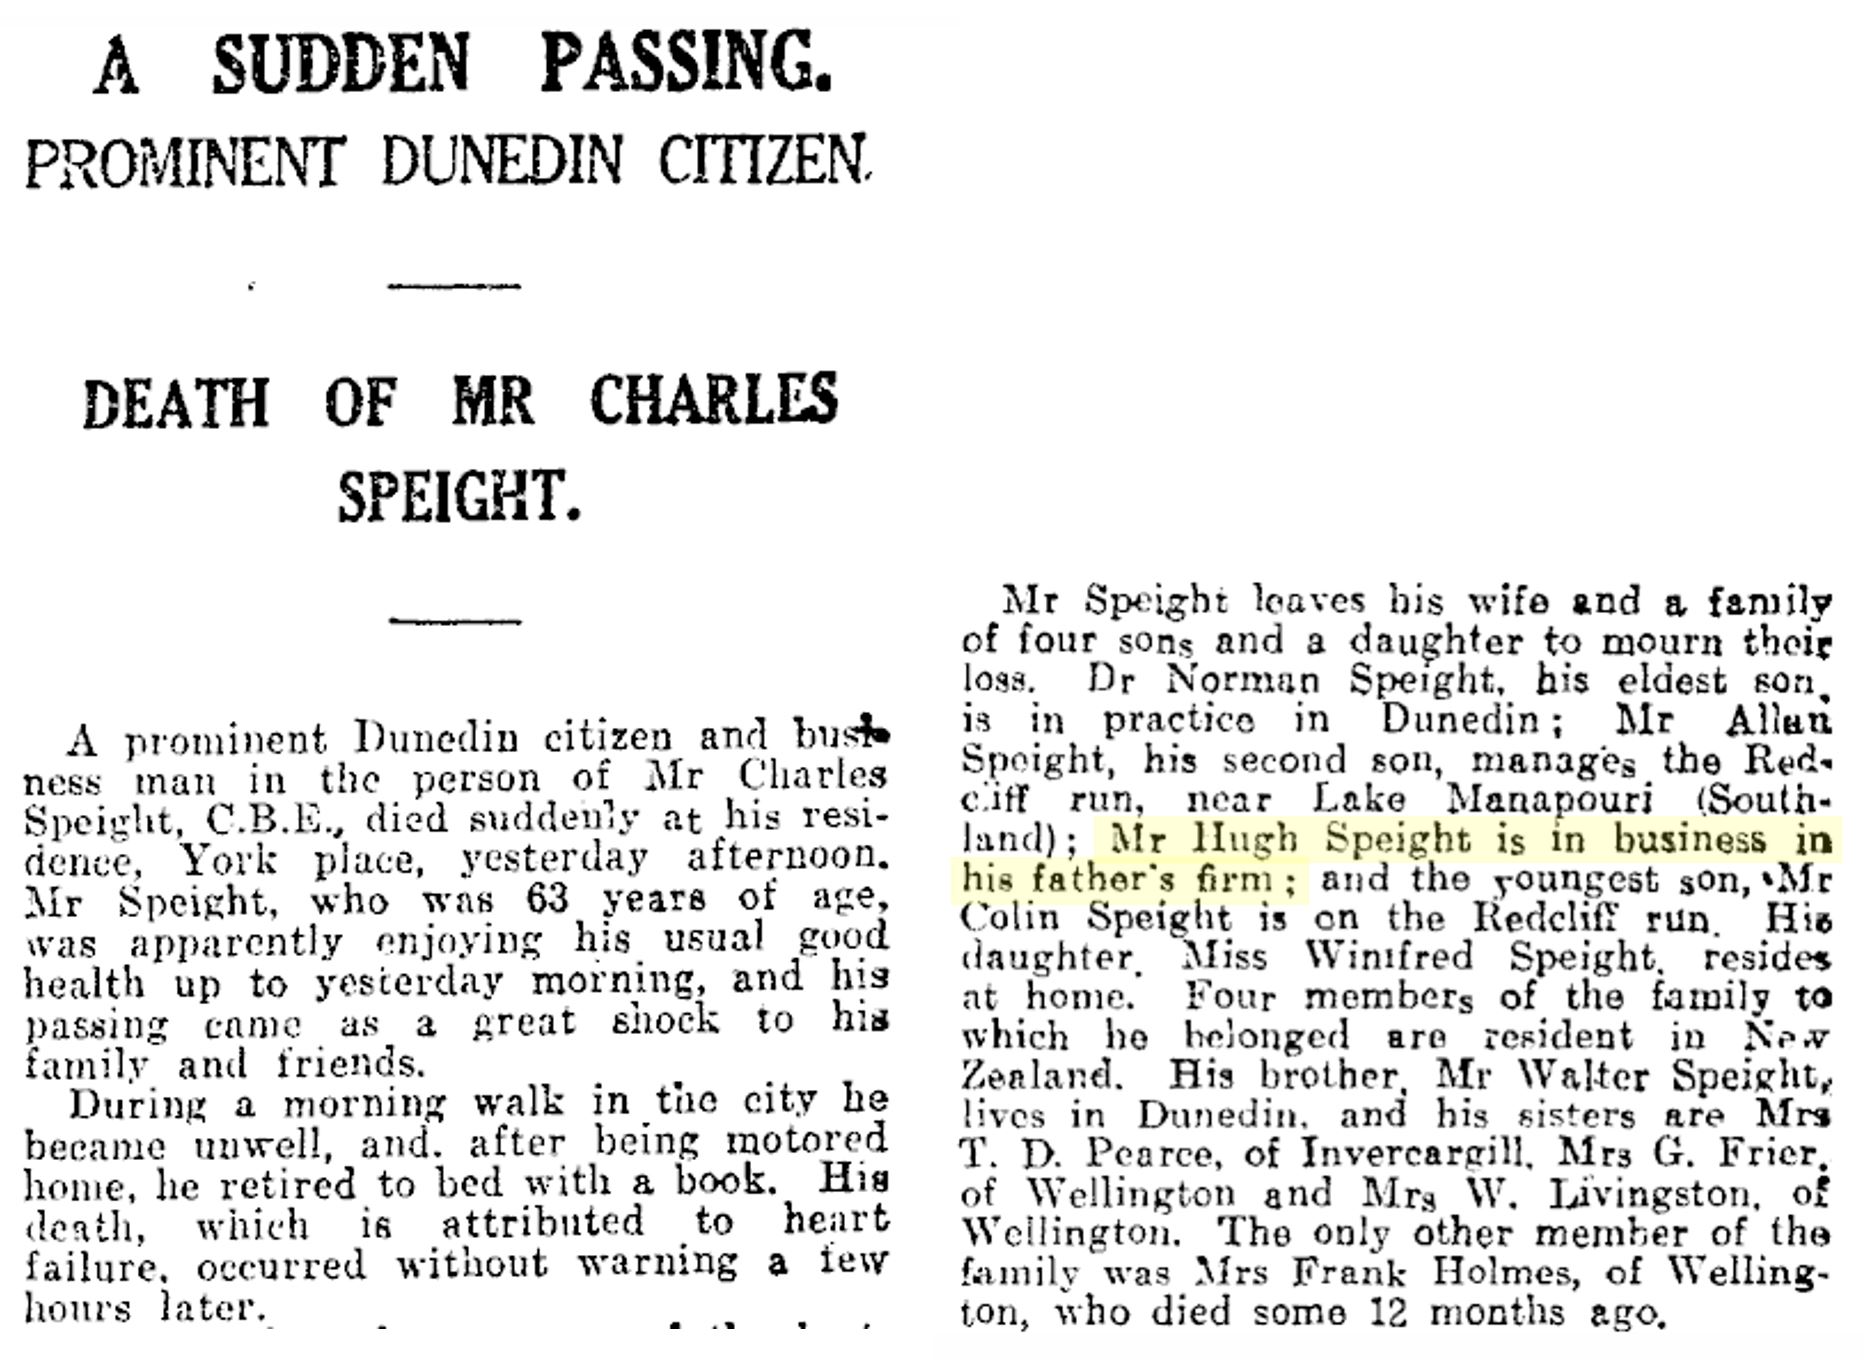 A SUDDEN PASSING.
PROMINENT DUNEDIN CITIZEN.
DEATH OF MR CHARLES
SPEIGHT.
A prominent Dunedin citizen and busi-
ness man in the person of Mr Charles
Speight, C.B.E., died suddenly at his resi-
dence, York place, yesterday afternoon.
Mr Speight, who was 63 years of age,
was apparently enjoying his usual good
health up to yesterday morning, and his
passing came as a great shock to his
family and friends.
During a morning walk in the city he
became unwell, and. after being motored
home, he retired to bed with a book. His
death, which is attributed to heart
failure, occurred without warning a few
hours later.
Mr Speight leaves his wife and a family
of four sons and a daughter to mourn their
loss. Dr Norman Speight, his eldest son,
is in practice in Dunedin; Mr Allan
Speight, his second son, manages the Red-
cliff run, near Lake Manapouri (South-
land); Mr Hugh Speight is in business in
his father's firm; and the youngest son, Mr
Colin Speight is on the Redcliff run. His
daughter, Miss Winifred Speight, resides
at home. Four members of the family to
which he belonged are resident in New
Zealand. His brother, Mr Walter Speight,
lives in Dunedin, and his sisters are Mrs
T. D. Pearce, of Invercargill, Mrs G. Frier,
of Wellington and Mrs W. Livingston, of
Wellington. The only other member of the
family was Mrs Frank Holmes, of Welling-
ton, who died some 12 months ago.